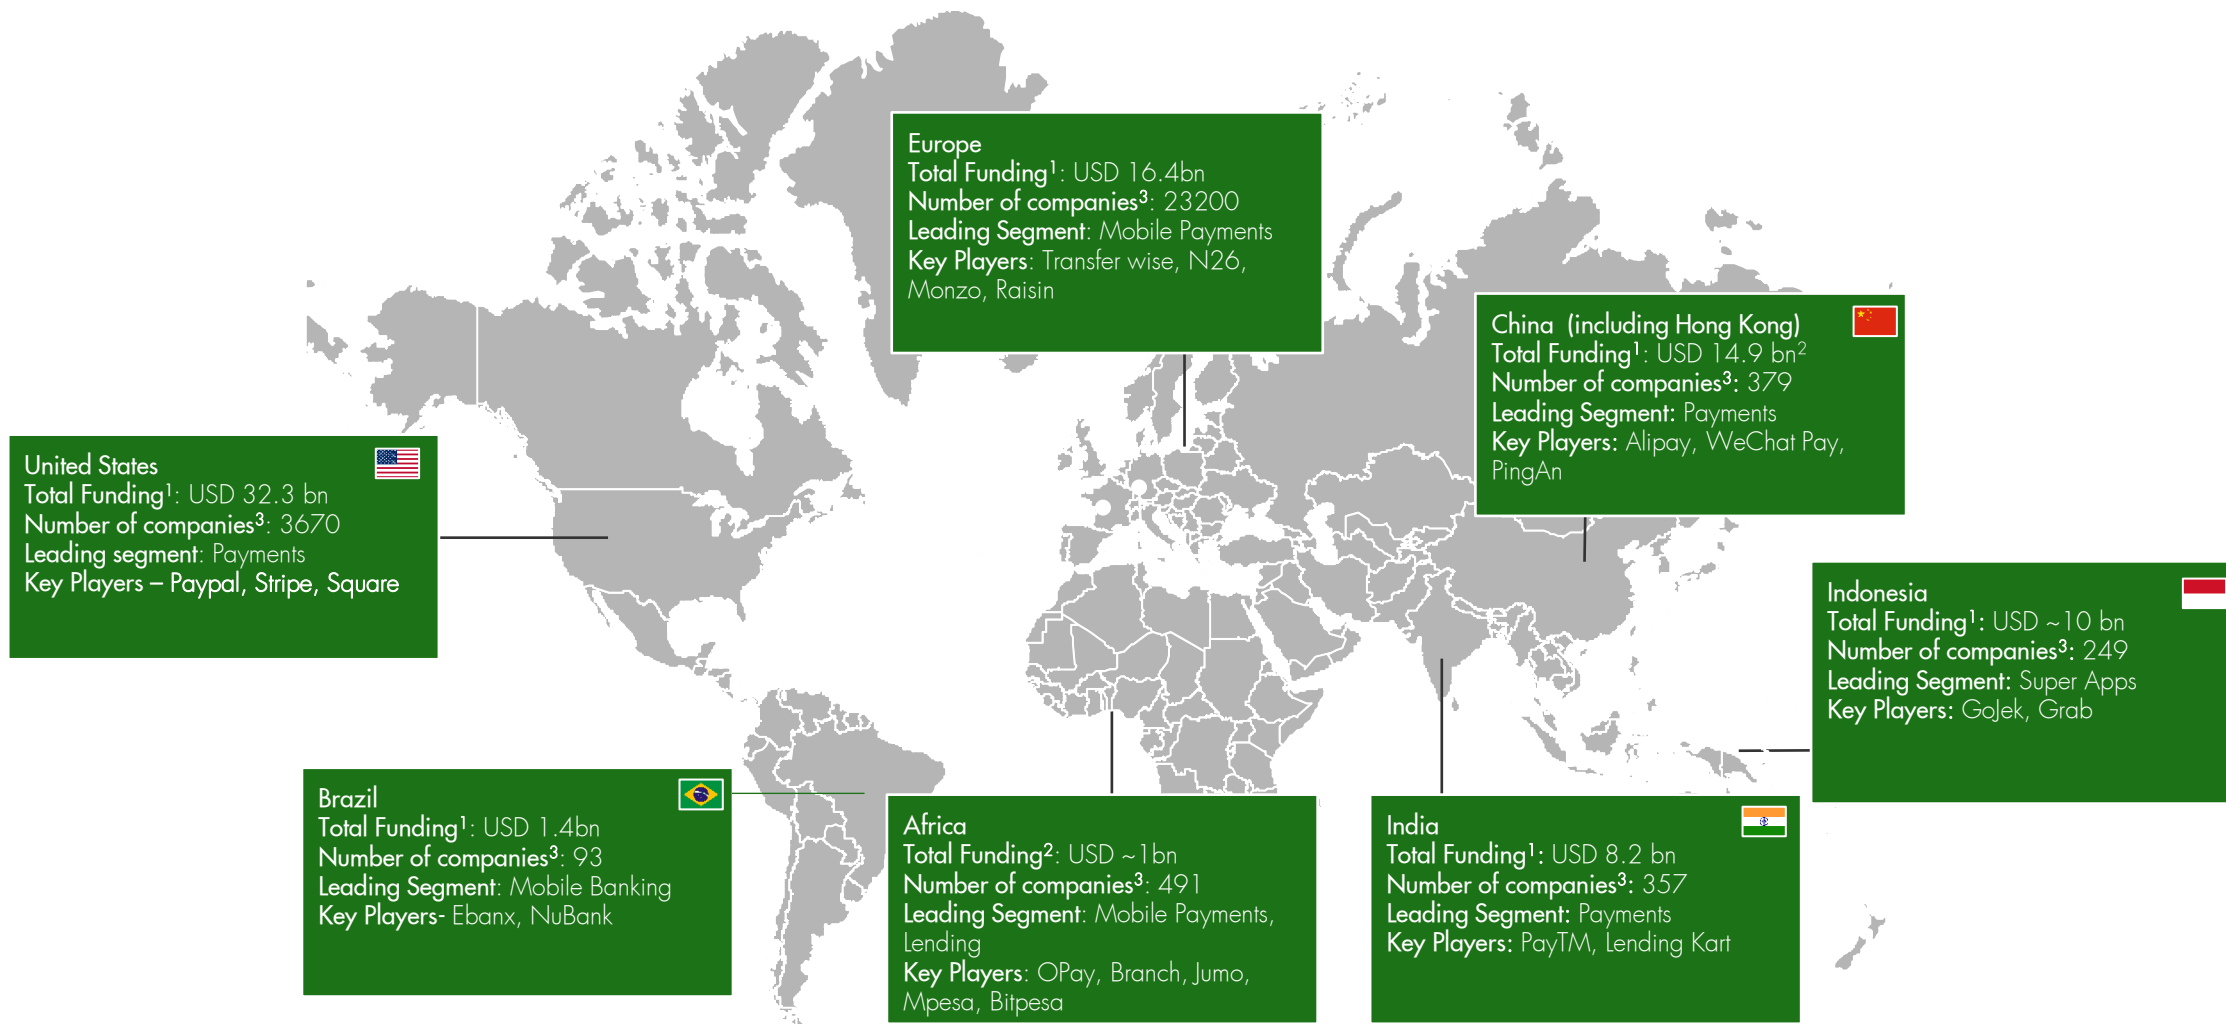 Europe
Total Funding¹: USD 16.4bn
Number of companies³: 23200
Leading Segment: Mobile Payments
Key Players: Transfer wise, N26,
Monzo, Raisin
China (including Hong Kong)
Total Funding¹: USD 14.9 bn²
Number of companies³: 379
Leading Segment: Payments
Key Players: Alipay, WeChat Pay,
PingAn
United States
Total Funding¹: USD 32.3 bn
Number of companies³: 3670
Leading segment: Payments
Key Players – Paypal, Stripe, Square
Indonesia
Total Funding¹: USD ~10 bn
Number of companies³: 249
Leading Segment: Super Apps
Key Players: GoJek, Grab
Brazil
Total Funding¹: USD 1.4bn
Number of companies³: 93
Leading Segment: Mobile Banking
Key Players- Ebanx, NuBank
Africa
Total Funding²: USD ~1bn
Number of companies³: 491
Leading Segment: Mobile Payments,
Lending
Key Players: OPay, Branch, Jumo,
Mpesa, Bitpesa
India
Total Funding¹: USD 8.2 bn
Number of companies³: 357
Leading Segment: Payments
Key Players: PayTM, Lending Kart